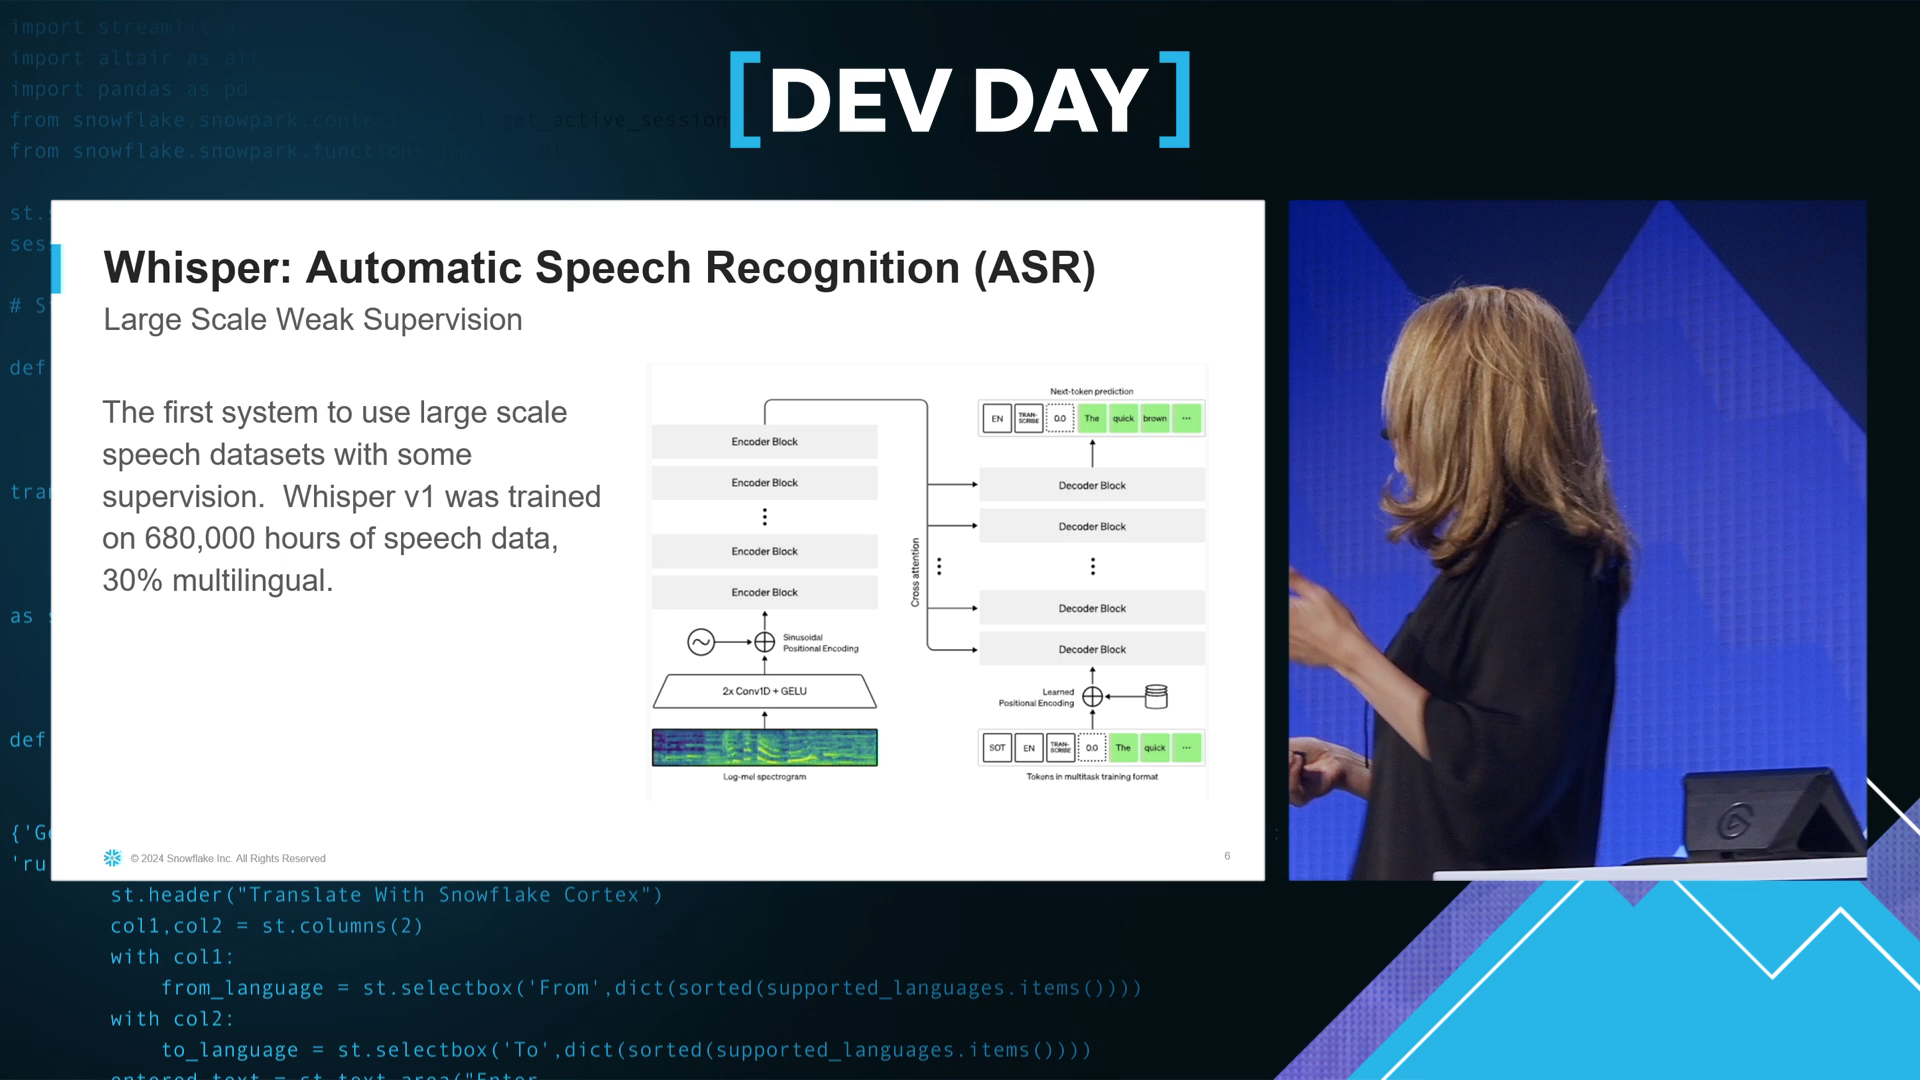 import streamlit as
import altair as alt
import pandas as pd
from snowflake.snowpark.context get_active_session
from snowflake.snowpark.functions
[DEV DAY]
st.
ses
# S
def
tra
as
def
{'G
'ru
Whisper: Automatic Speech Recognition (ASR)
Large Scale Weak Supervision
The first system to use large scale
speech datasets with some
supervision.  Whisper v1 was trained
on 680,000 hours of speech data,
30% multilingual.
Encoder Block
Encoder Block
Encoder Block
Encoder Block
Sinusoidal
Positional Encoding
2x Conv1D + GELU
Log-mel spectrogram
Cross attention
Next-token prediction
EN TRAN-SCRIBE 0.0 The quick brown ...
Decoder Block
Decoder Block
Decoder Block
Decoder Block
Learned
Positional Encoding
SOT EN TRAN-SCRIBE 0.0 The quick ...
Tokens in multitask training format
© 2024 Snowflake Inc. All Rights Reserved
6
st.header("Translate With Snowflake Cortex")
col1,col2 = st.columns(2)
with col1:
from_language = st.selectbox('From',dict(sorted(supported_languages.items())))
with col2:
to_language = st.selectbox('To',dict(sorted(supported_languages.items())))
entered_text = st.text_area("Enter